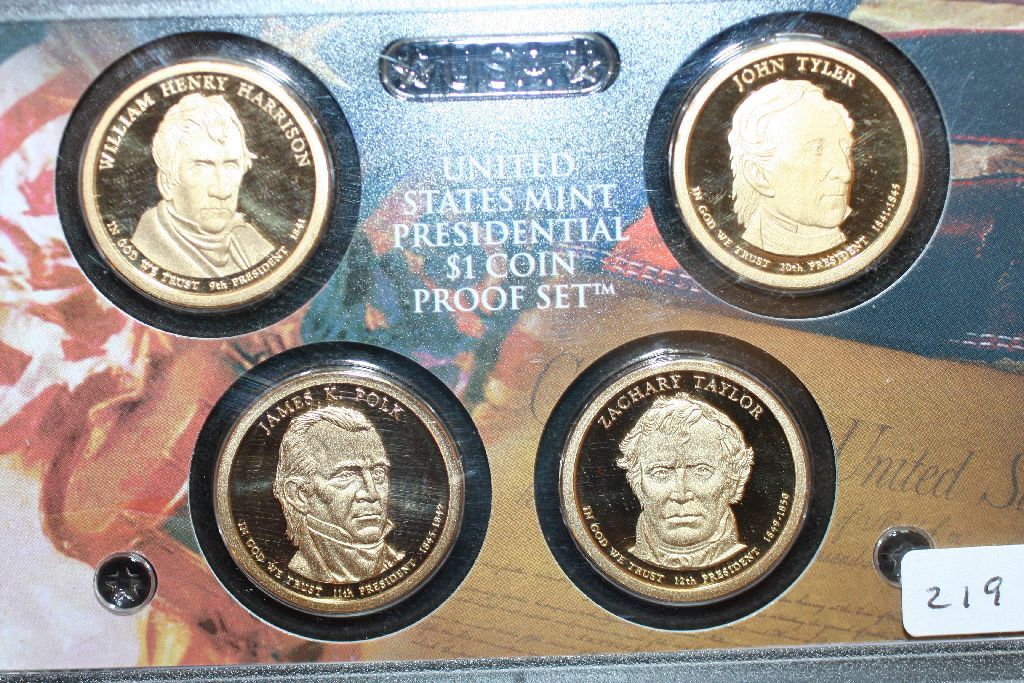 USA
WILLIAM HENRY HARRISON
IN GOD WE TRUST 9th PRESIDENT 1841
UNITED
STATES MINT
PRESIDENTIAL
$1 COIN
PROOF SET™
JOHN TYLER
IN GOD WE TRUST 10th PRESIDENT 1841-1845
JAMES K. POLK
IN GOD WE TRUST 11th PRESIDENT 1845-1849
ZACHARY TAYLOR
IN GOD WE TRUST 12th PRESIDENT 1849-1850
United
219